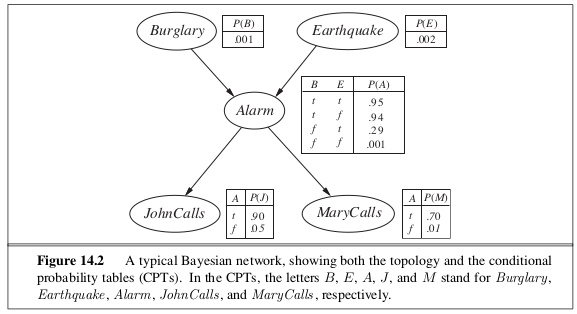 Burglary
P(B)
.001
Earthquake
P(E)
.002
Alarm
B E P(A)
t t .95
t f .94
f t .29
f f .001
JohnCalls
A P(J)
t .90
f .05
MaryCalls
A P(M)
t .70
f .01
Figure 14.2 A typical Bayesian network, showing both the topology and the conditional
probability tables (CPTs). In the CPTs, the letters B, E, A, J, and M stand for Burglary,
Earthquake, Alarm, JohnCalls, and MaryCalls, respectively.